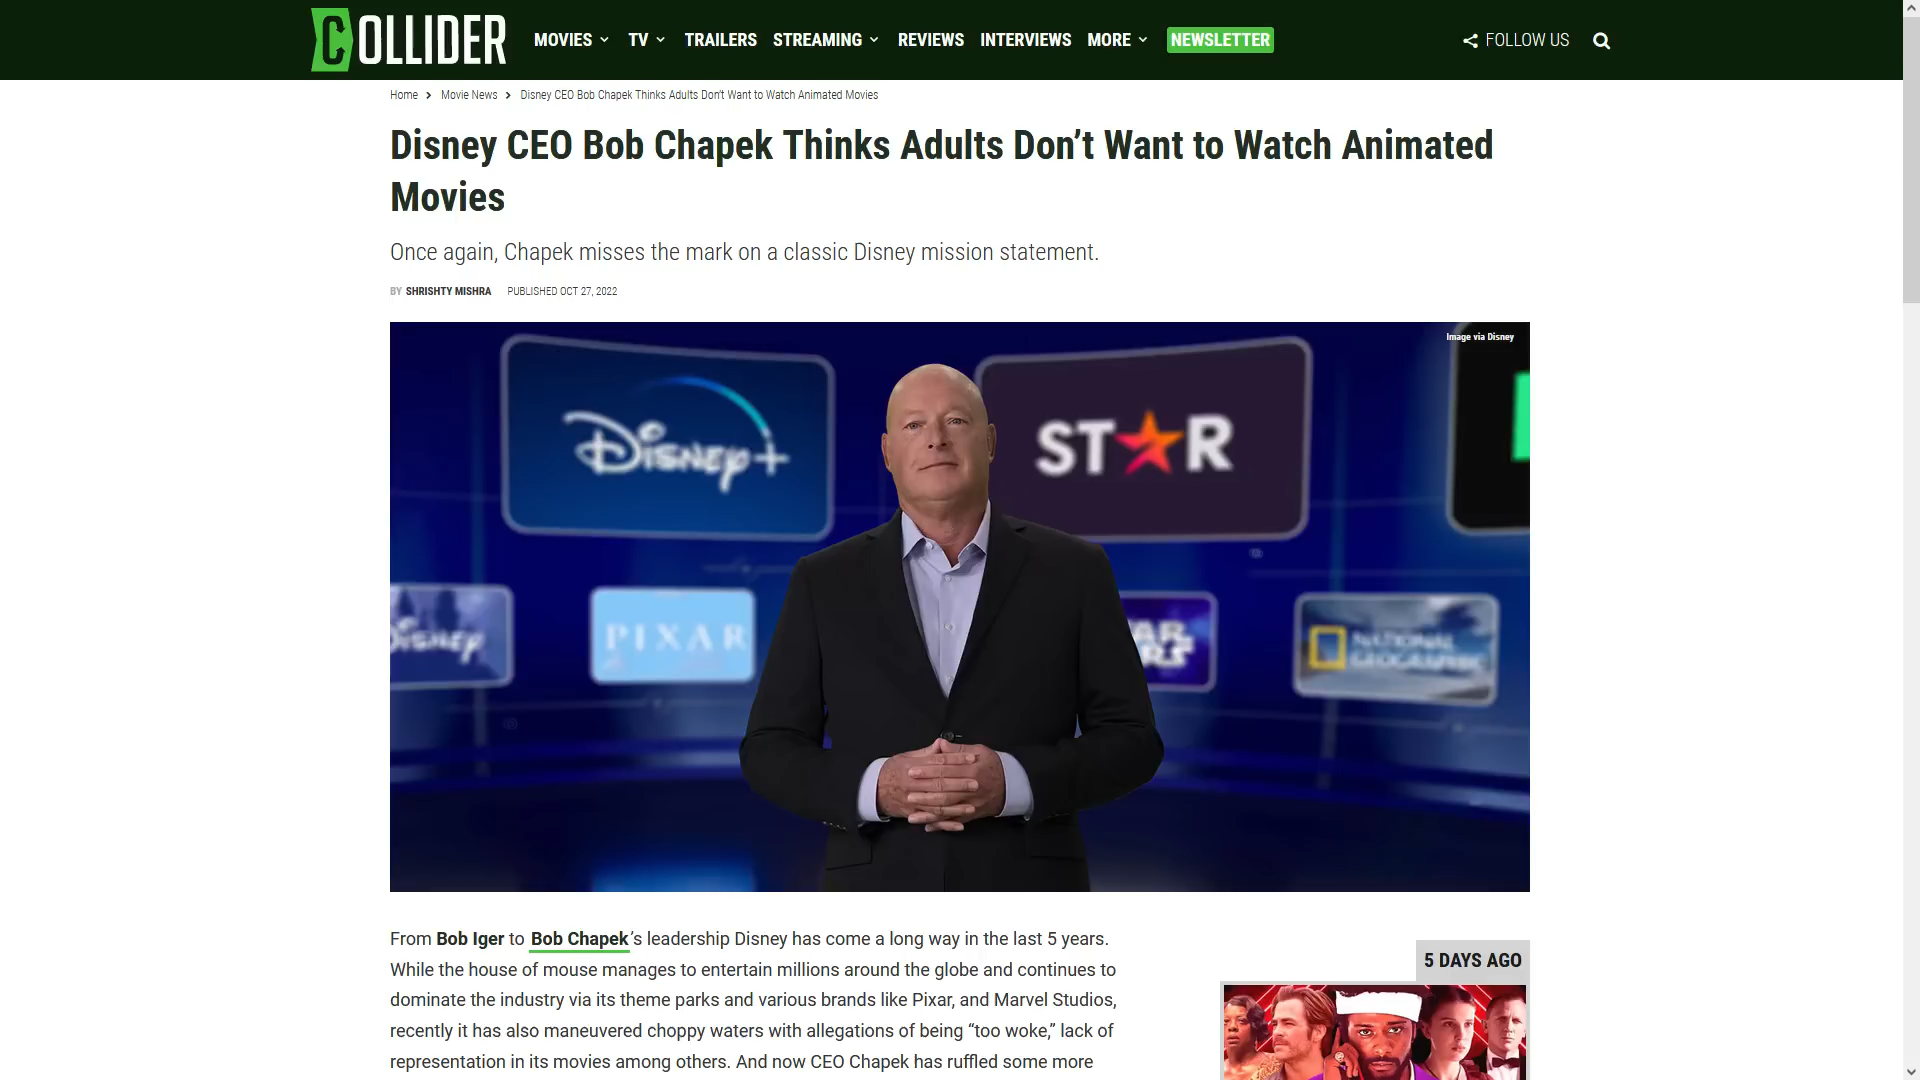 COLLIDER
MOVIES TV TRAILERS STREAMING REVIEWS INTERVIEWS MORE NEWSLETTER FOLLOW US
Home Movie News Disney CEO Bob Chapek Thinks Adults Don't Want to Watch Animated Movies
Disney CEO Bob Chapek Thinks Adults Don’t Want to Watch Animated
Movies
Once again, Chapek misses the mark on a classic Disney mission statement.
BY SHRISHTY MISHRA PUBLISHED OCT 27, 2022
Image via Disney
Disney+
STAR
Disney
PIXAR
NATIONAL
GEOGRAPHIC
From Bob Iger to Bob Chapek’s leadership Disney has come a long way in the last 5 years.
While the house of mouse manages to entertain millions around the globe and continues to
dominate the industry via its theme parks and various brands like Pixar, and Marvel Studios,
recently it has also maneuvered choppy waters with allegations of being “too woke,” lack of
representation in its movies among others. And now CEO Chapek has ruffled some more
5 DAYS AGO